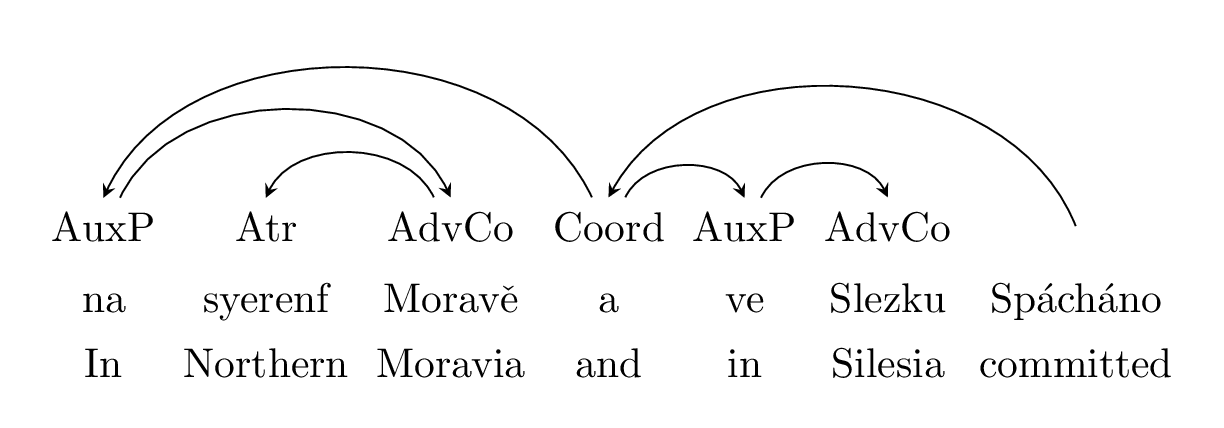 AuxP Atr AdvCo Coord AuxP AdvCo
na syerenf Moravě a ve Slezku Spácháno
In Northern Moravia and in Silesia committed